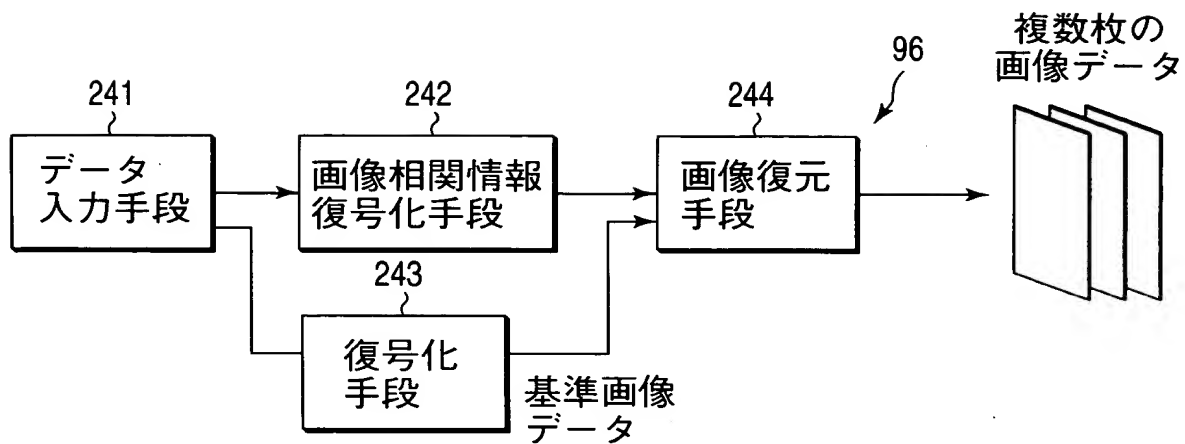 複数枚の
画像データ
96
241
データ
入力手段
242
画像相関情報
復号化手段
244
画像復元
手段
243
復号化
手段
基準画像
データ